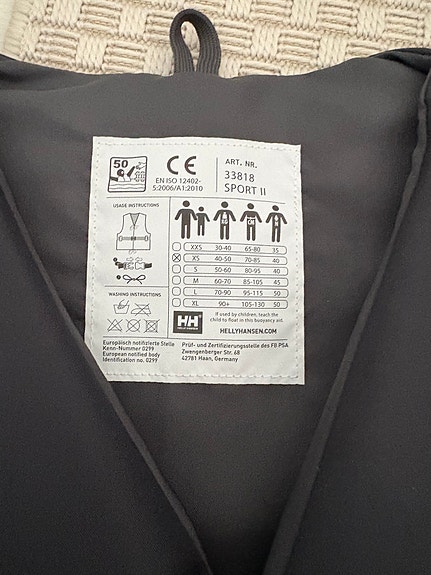 50
CE
EN ISO 12402-
5:2006/A1:2010
ART. NR.
33818
SPORT II
USAGE INSTRUCTIONS
KG
CM
XXS 30-40 65-80 35
XS 40-50 70-85 40
S 50-60 80-95 40
M 60-70 85-105 45
L 70-90 95-115 50
XL 90+ 105-130 50
WASHING INSTRUCTIONS
HH
HELLY HANSEN
If used by children, teach the
child to float in this buoyancy aid.
HELLYHANSEN.COM
Europäisch notifizierte Stelle
Kenn-Nummer 0299
European notified body
Identification no. 0299
Prüf- und Zertifizierungsstelle des FB PSA
Zwengenberger Str. 68
42781 Haan, Germany